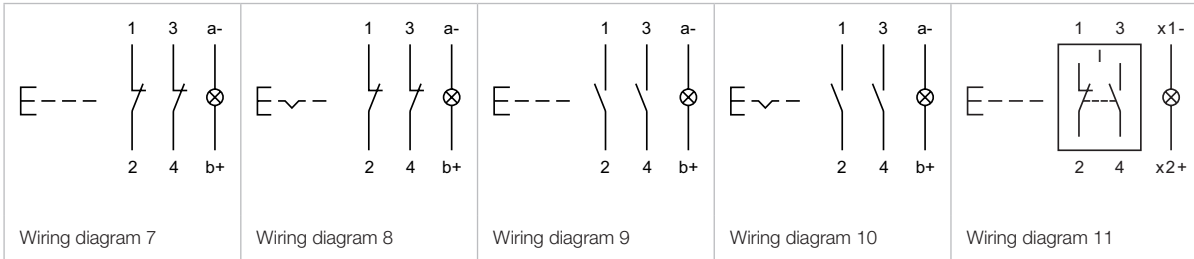 1 3 a-
2 4 b+
Wiring diagram 7
1 3 a-
2 4 b+
Wiring diagram 8
1 3 a-
2 4 b+
Wiring diagram 9
1 3 a-
2 4 b+
Wiring diagram 10
1 3 x1-
I
2 4 x2+
Wiring diagram 11